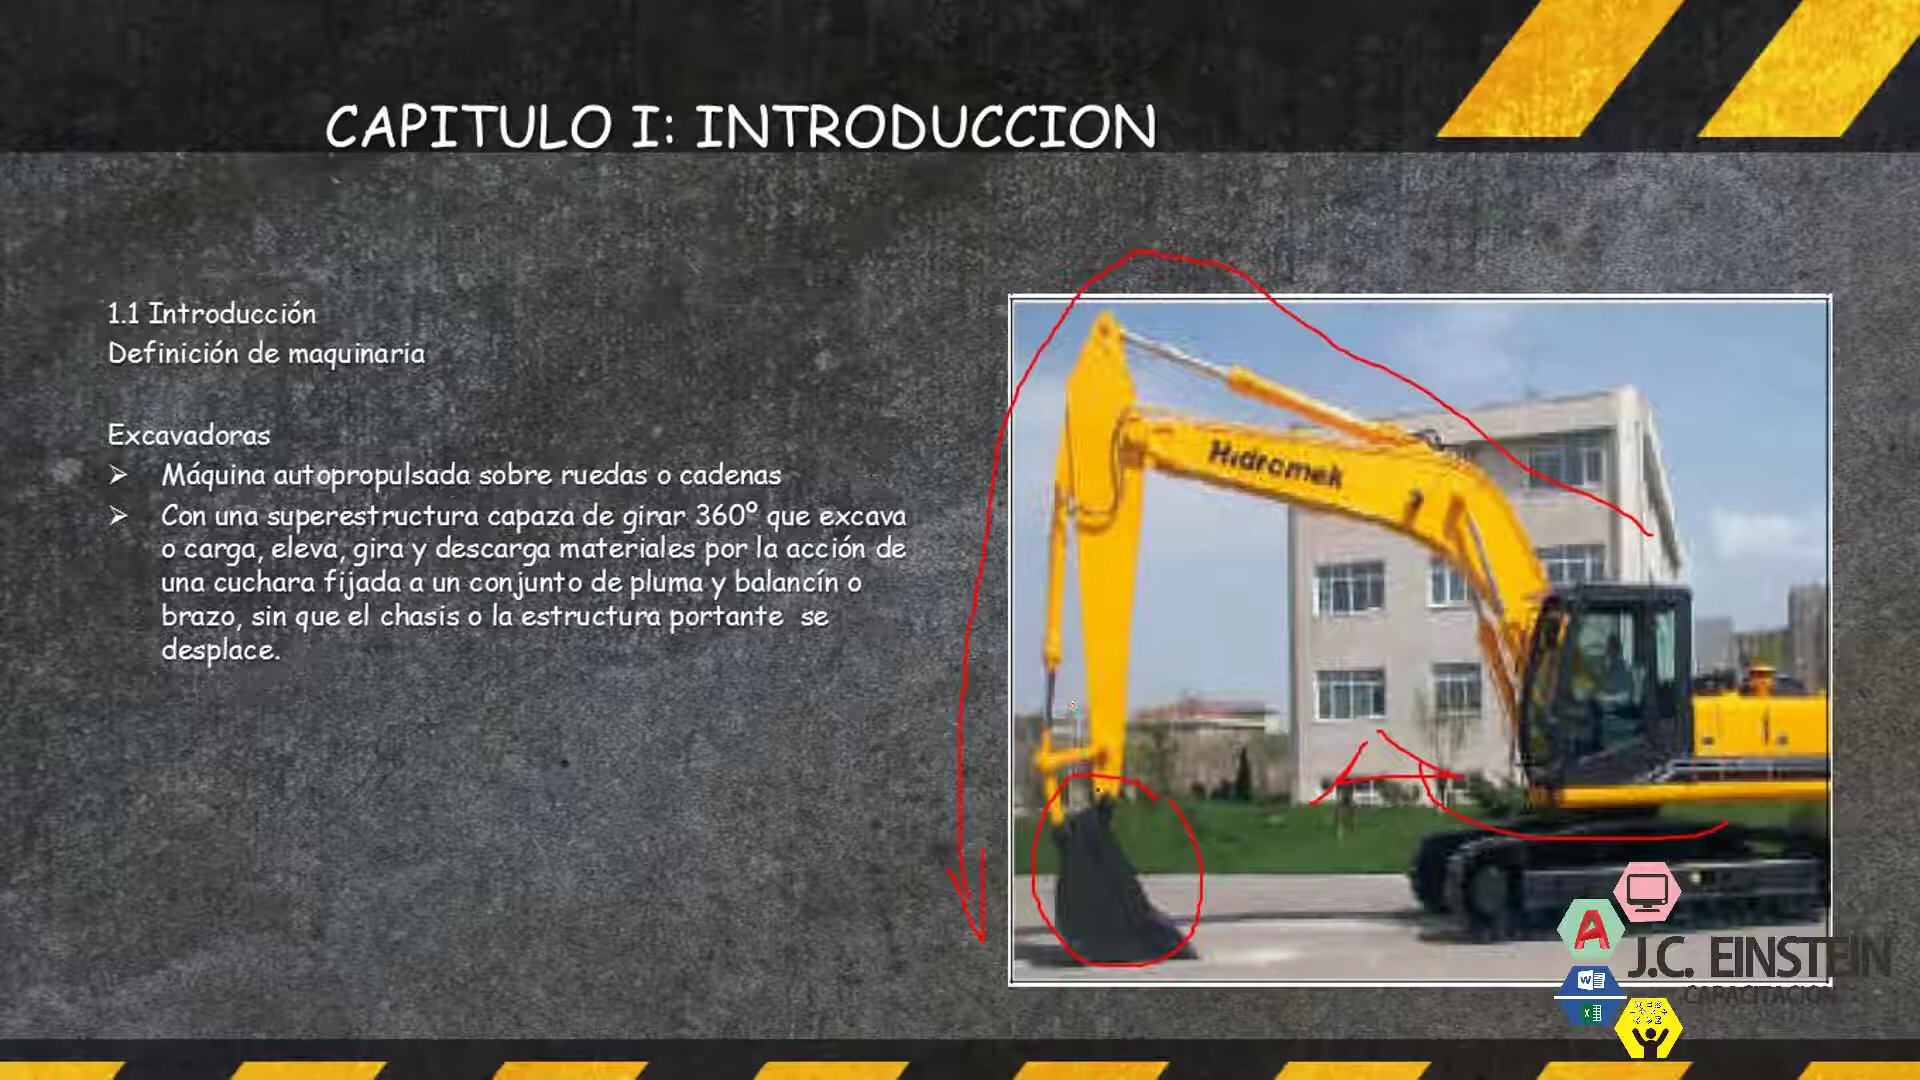 CAPITULO I: INTRODUCCION
1.1 Introducción
Definición de maquinaria
Excavadoras
Máquina autopropulsada sobre ruedas o cadenas
Con una superestructura capaza de girar 360º que excava
o carga, eleva, gira y descarga materiales por la acción de
una cuchara fijada a un conjunto de pluma y balancín o
brazo, sin que el chasis o la estructura portante se
desplace.
Hidromek
A
J.C. EINSTEIN
W
CAPACITACIÓN